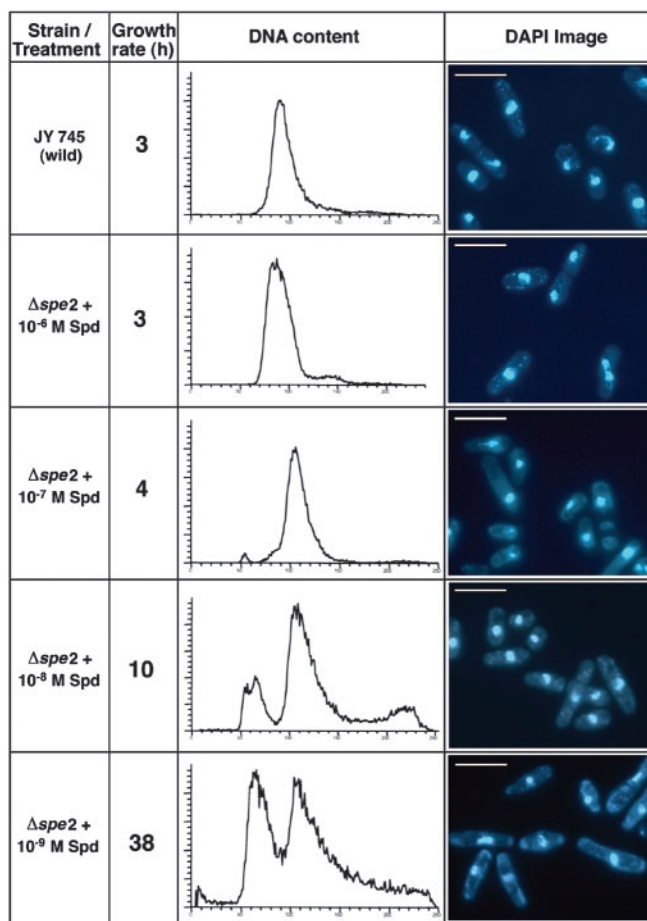 Strain / Treatment
Growth rate (h)
DNA content
DAPI Image
JY 745
(wild)
3
Δspe2 +
10⁻⁶ M Spd
3
Δspe2 +
10⁻⁷ M Spd
4
Δspe2 +
10⁻⁸ M Spd
10
Δspe2 +
10⁻⁹ M Spd
38